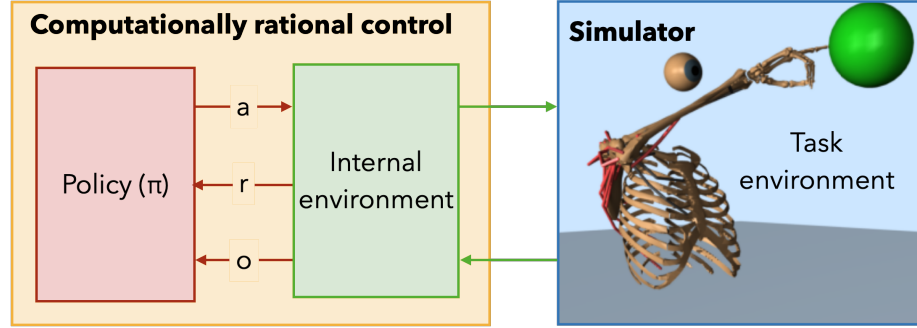 Computationally rational control
Policy (π)
a
r
o
Internal
environment
Simulator
Task
environment